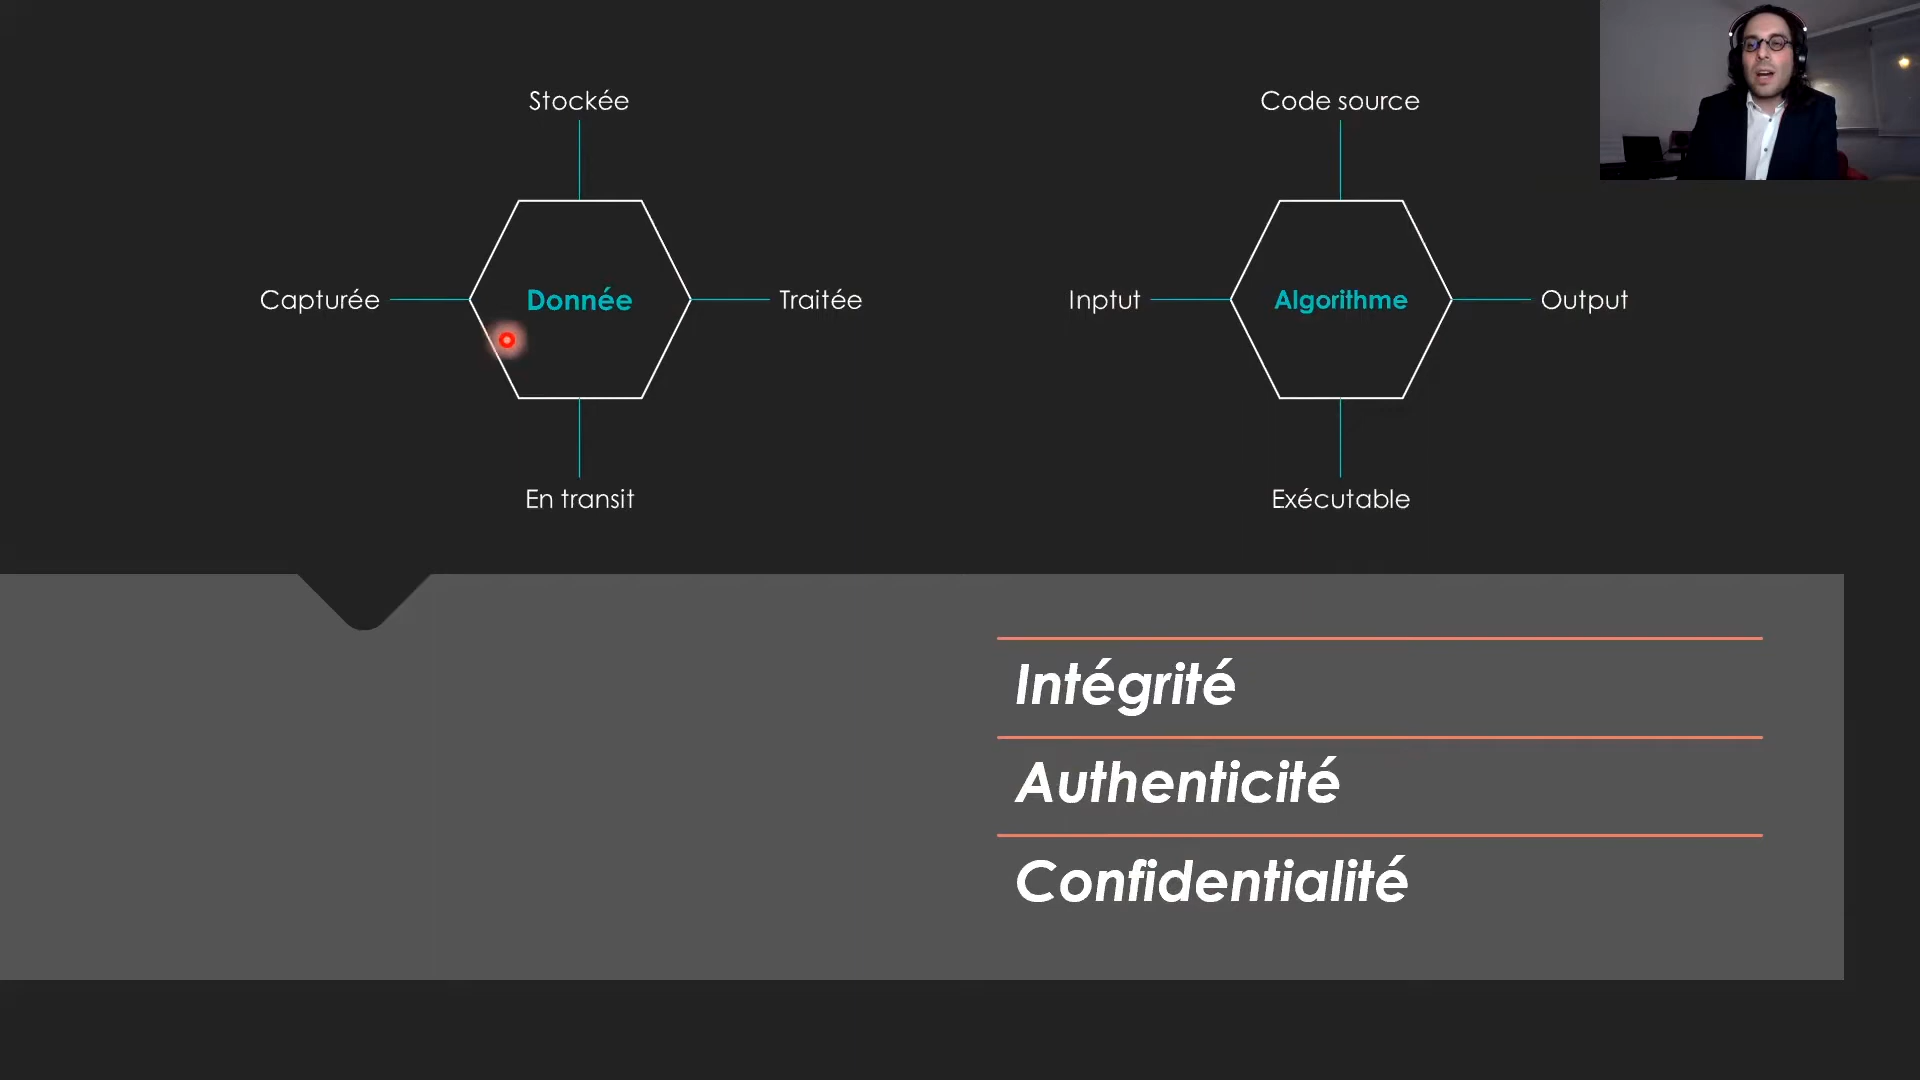 Stockée
Capturée
Donnée
Traitée
En transit
Code source
Inptut
Algorithme
Output
Exécutable
Intégrité
Authenticité
Confidentialité